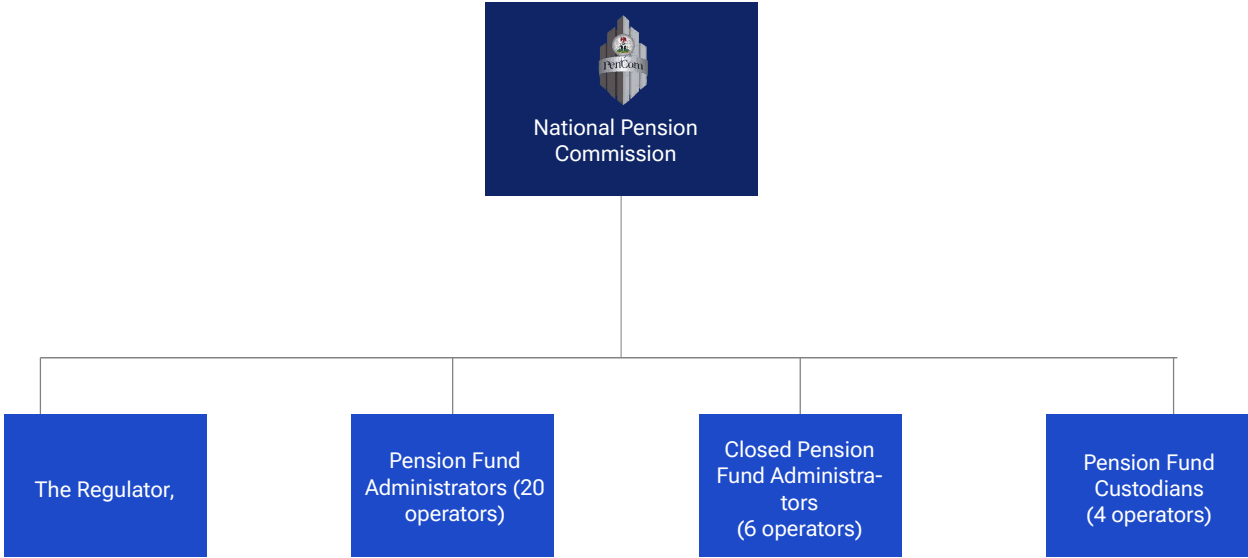 PenCom
National Pension
Commission
The Regulator,
Pension Fund
Administrators (20
operators)
Closed Pension
Fund Administra-
tors
(6 operators)
Pension Fund
Custodians
(4 operators)